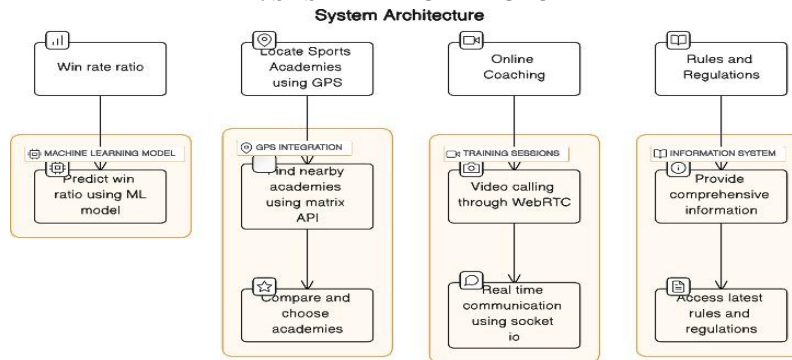 System Architecture
Win rate ratio
Locate Sports
Academies
using GPS
Online
Coaching
Rules and
Regulations
MACHINE LEARNING MODEL
Predict win
ratio using ML
model
GPS INTEGRATION
Find nearby
academies
using matrix
API
Compare and
choose
academies
TRAINING SESSIONS
Video calling
through WebRTC
Real time
communication
using socket
io
INFORMATION SYSTEM
Provide
comprehensive
information
Access latest
rules and
regulations